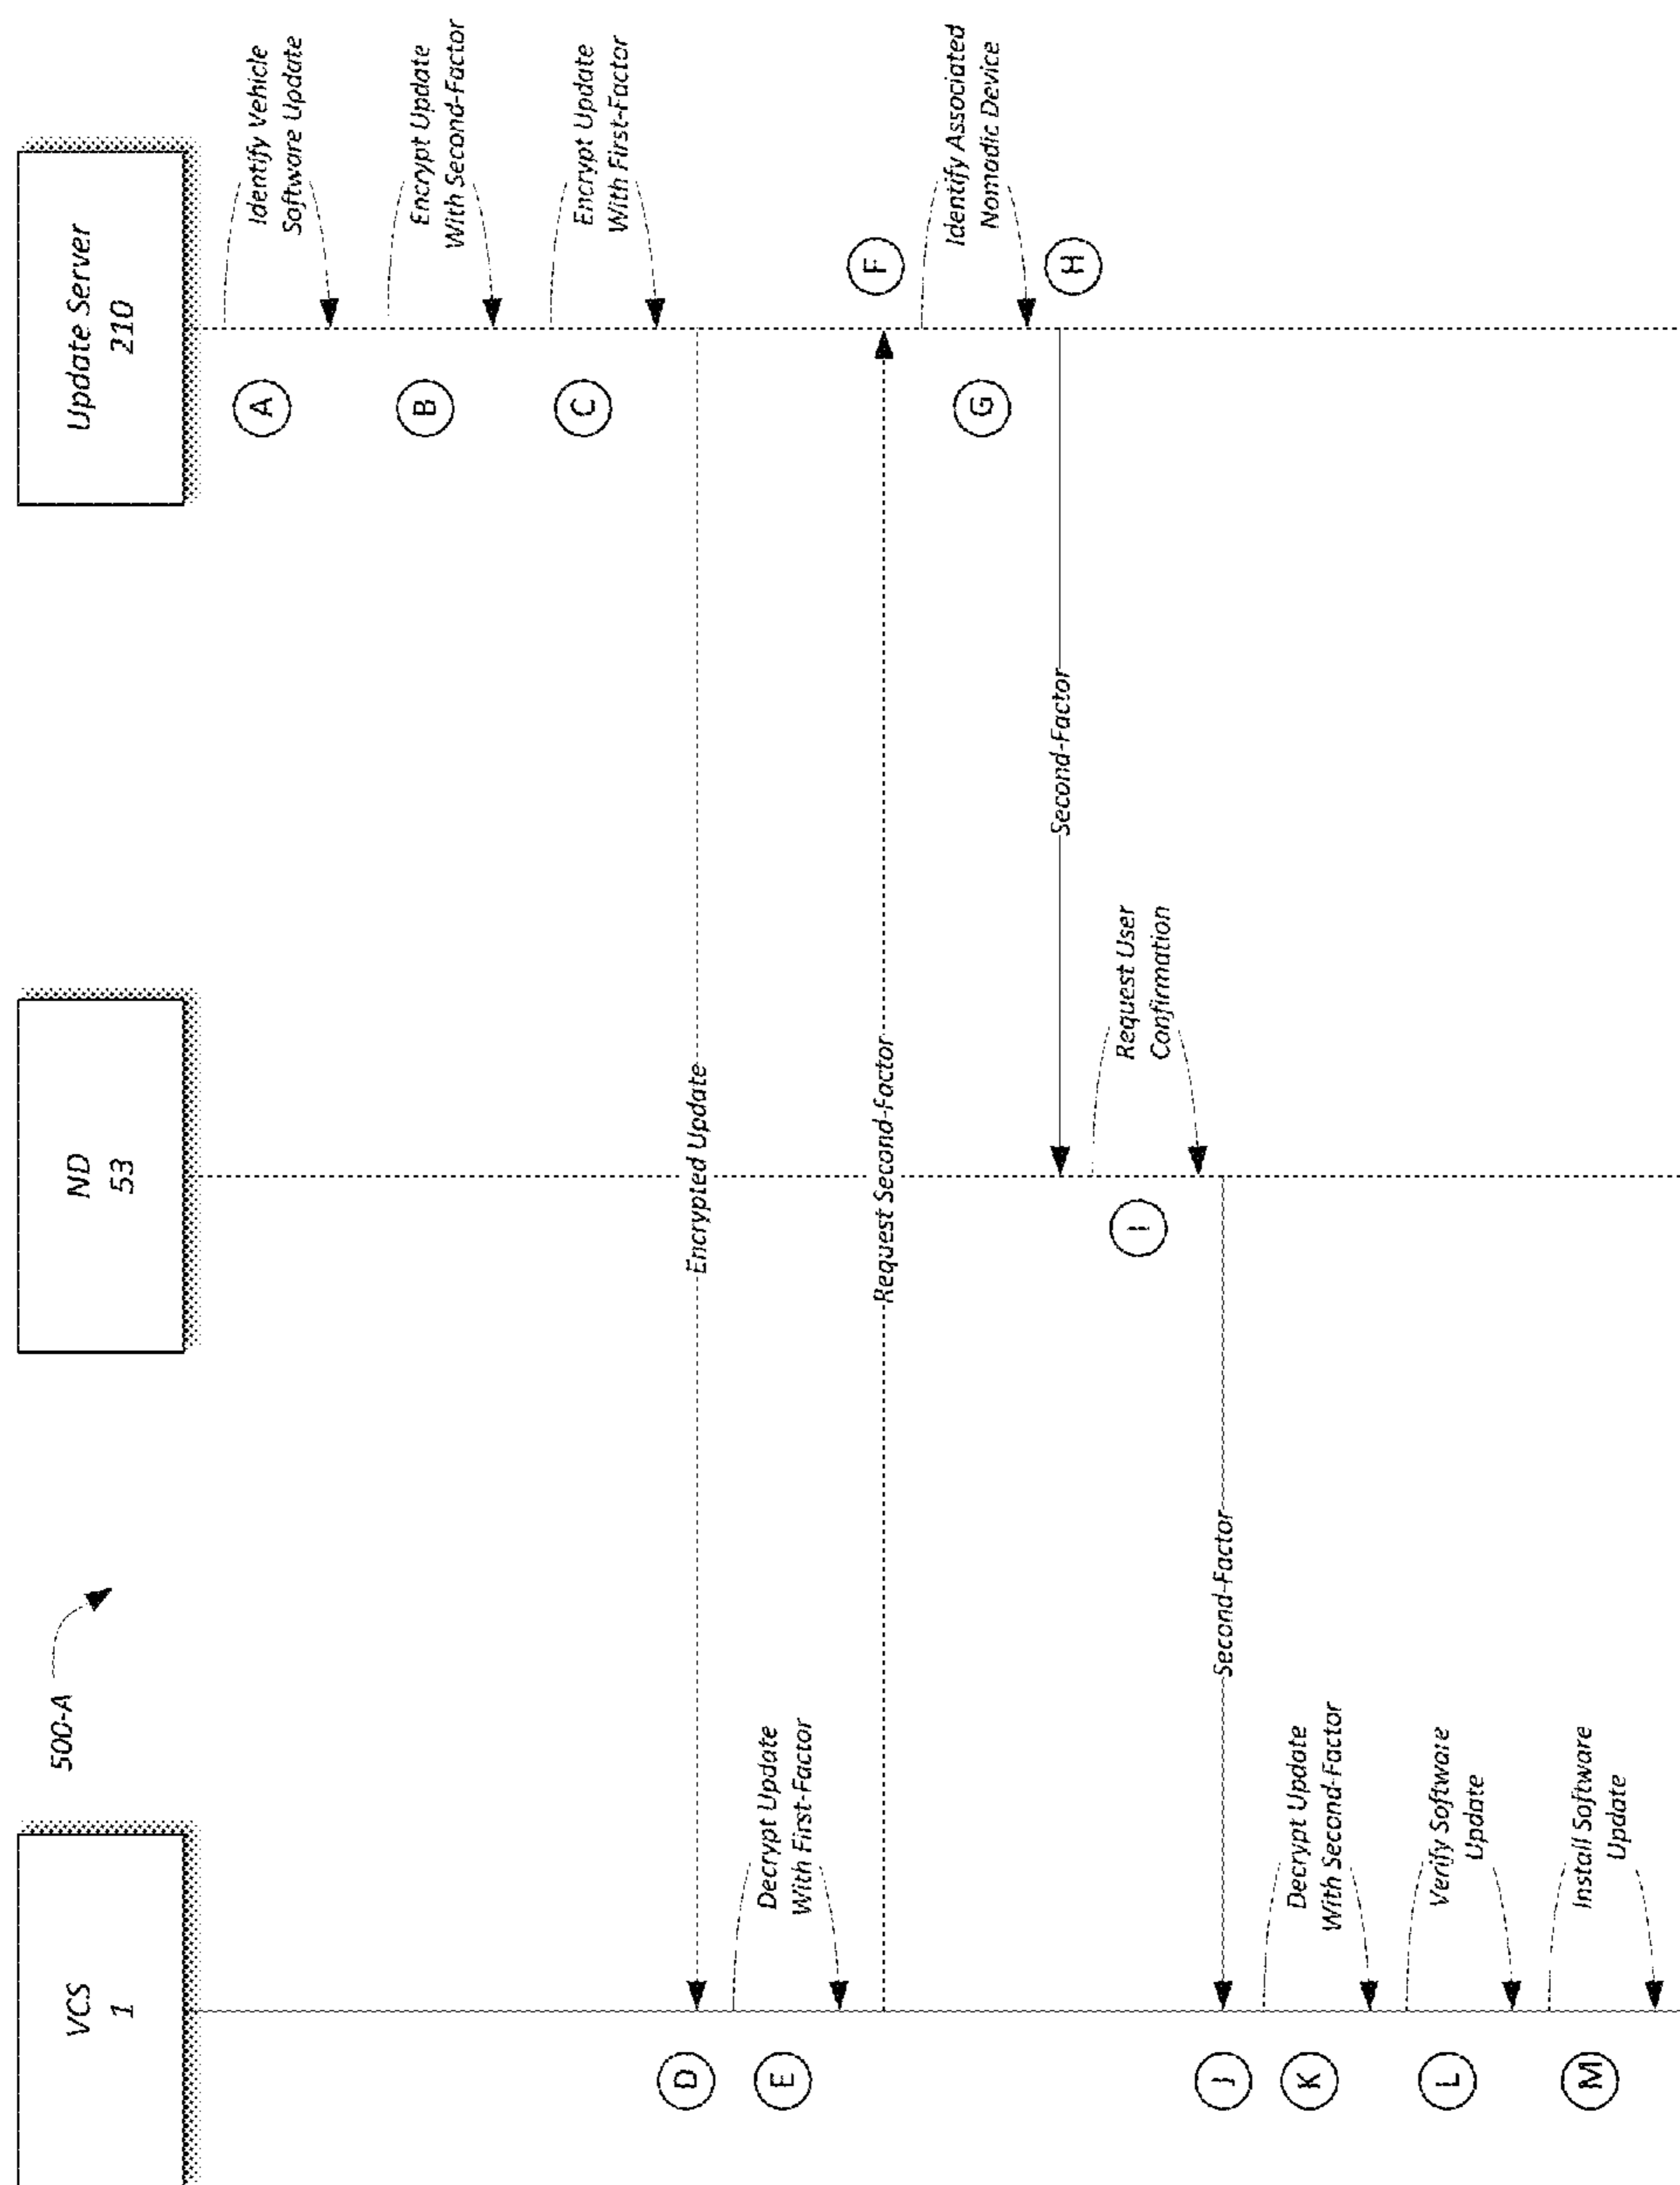 500-A
VCS
1
ND
53
Update Server
210
A
Identify Vehicle
Software Update
B
Encrypt Update
With Second-Factor
C
Encrypt Update
With First-Factor
D
Encrypted Update
E
Decrypt Update
With First-Factor
Request Second-Factor
F
G
Identify Associated
Nomadic Device
H
Second-Factor
I
Request User
Confirmation
J
Second-Factor
K
Decrypt Update
With Second-Factor
L
Verify Software
Update
M
Install Software
Update